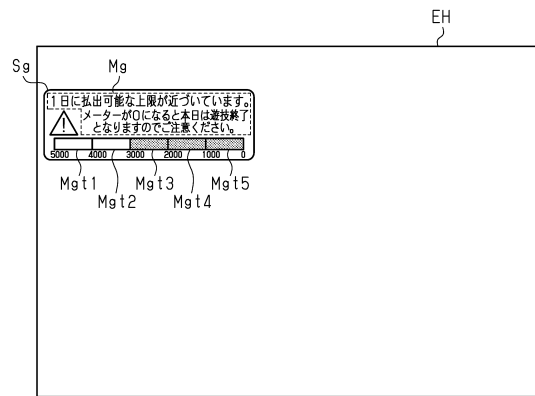 EH
Sg
Mg
1日に払出可能な上限が近づいています。
メーターが0になると本日は遊技終了
となりますのでご注意ください。
5000 4000 3000 2000 1000 0
Mgt1 Mgt3 Mgt5
Mgt2 Mgt4